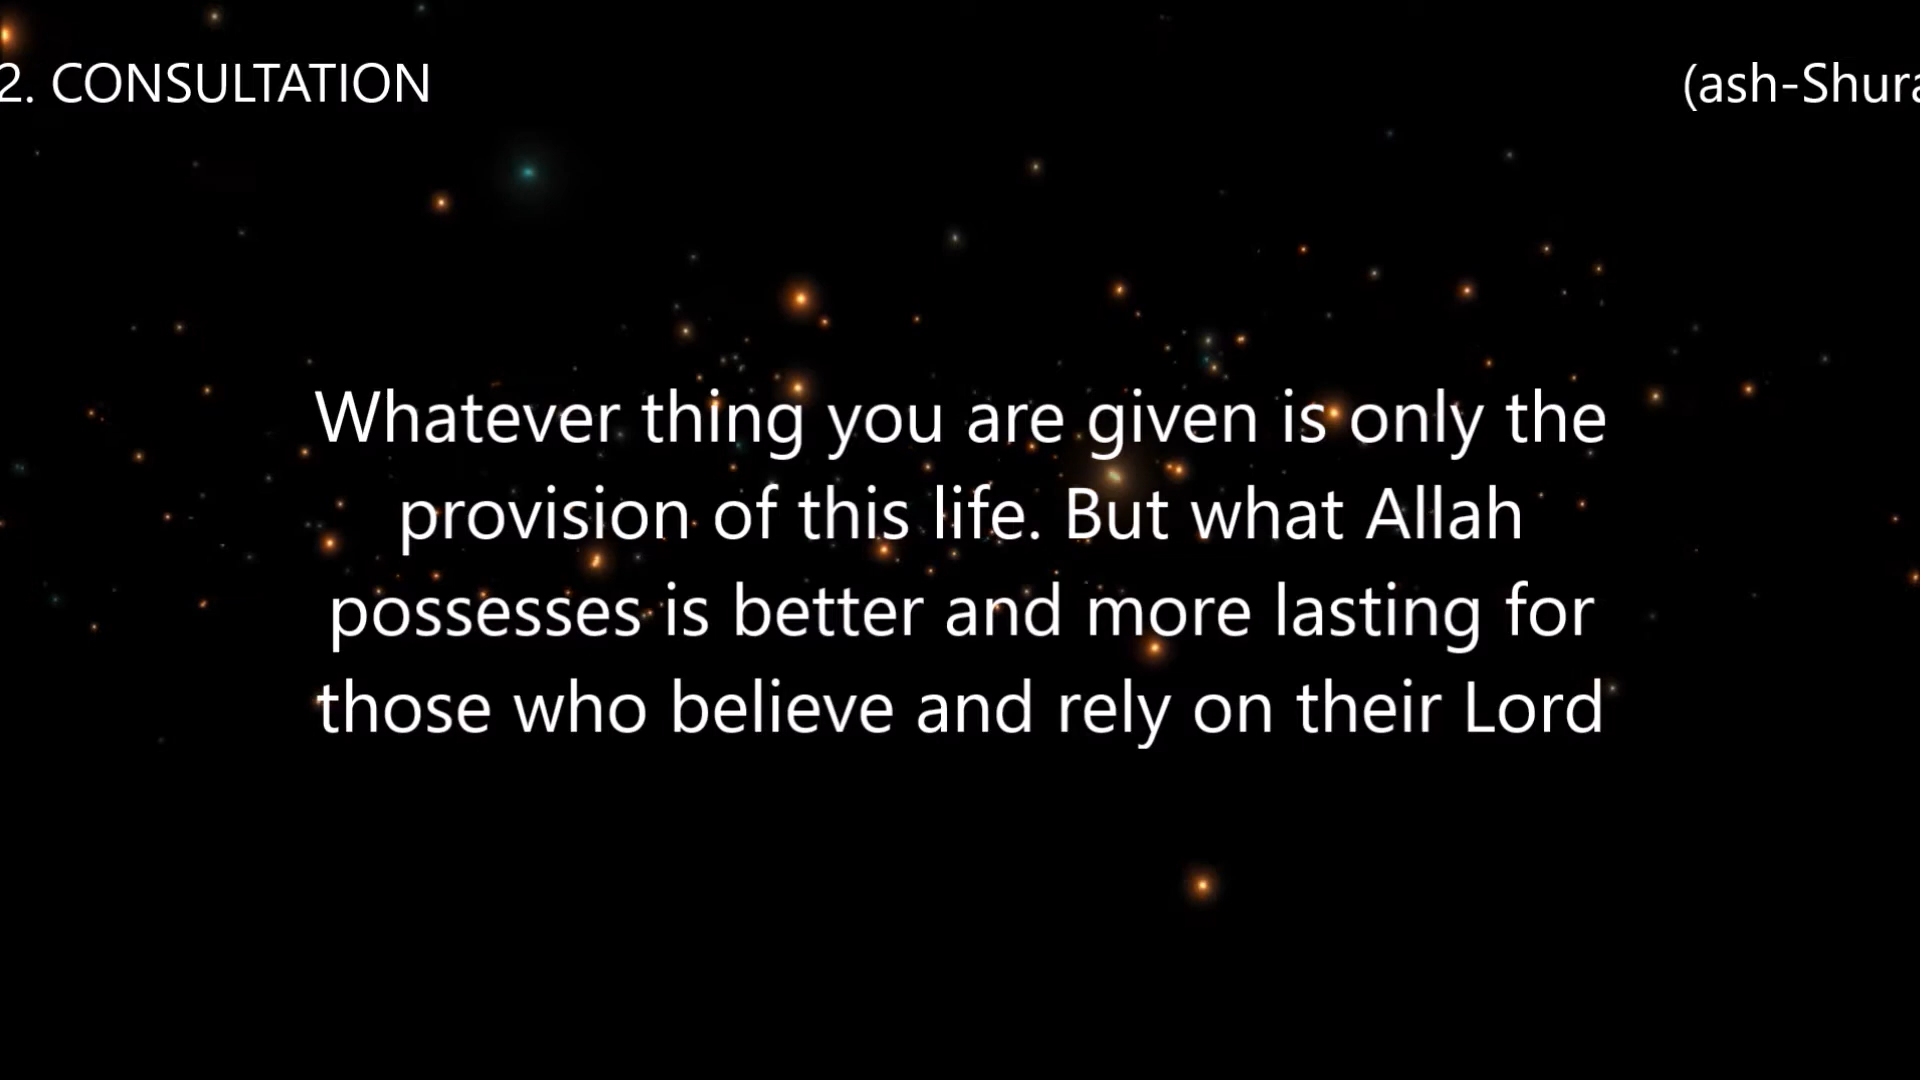 2. CONSULTATION (ash-Shura
Whatever thing you are given is only the
provision of this life. But what Allah
possesses is better and more lasting for
those who believe and rely on their Lord